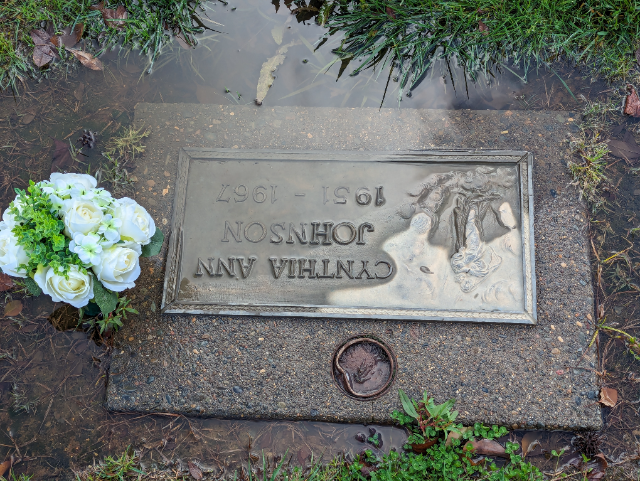 CYNTHIA ANN
JOHNSON
1951 - 1967